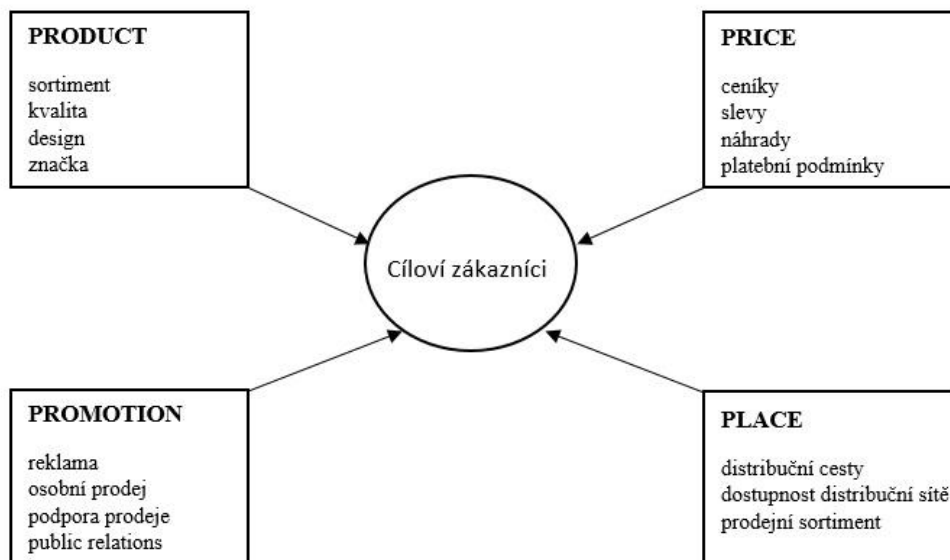 PRODUCT
sortiment
kvalita
design
značka
PRICE
ceníky
slevy
náhrady
platební podmínky
Cíloví zákazníci
PROMOTION
reklama
osobní prodej
podpora prodeje
public relations
PLACE
distribuční cesty
dostupnost distribuční sítě
prodejní sortiment